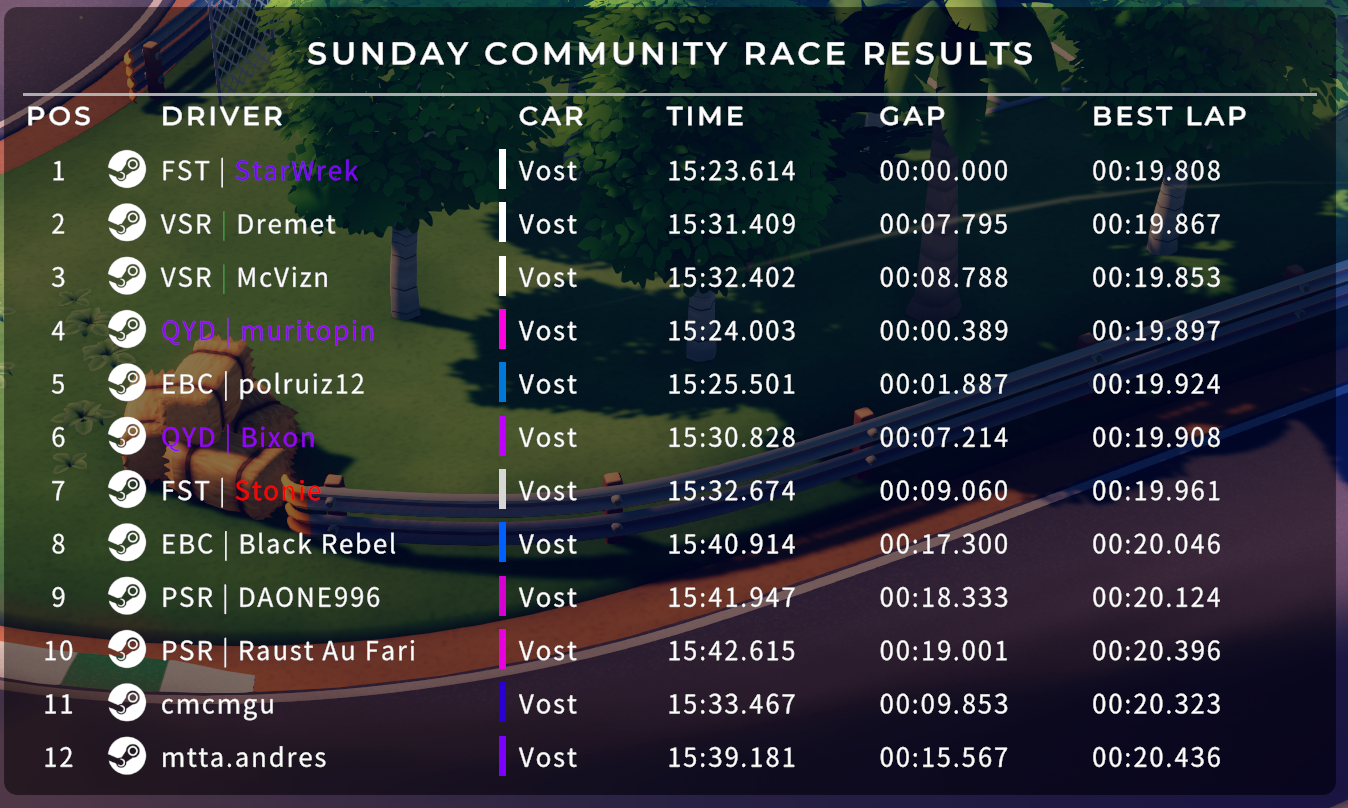 SUNDAY COMMUNITY RACE RESULTS
POS DRIVER CAR TIME GAP BEST LAP
1 FST | StarWrek Vost 15:23.614 00:00.000 00:19.808
2 VSR | Dremet Vost 15:31.409 00:07.795 00:19.867
3 VSR | McVizn Vost 15:32.402 00:08.788 00:19.853
4 QYD | muritopin Vost 15:24.003 00:00.389 00:19.897
5 EBC | polruiz12 Vost 15:25.501 00:01.887 00:19.924
6 QYD | Bixon Vost 15:30.828 00:07.214 00:19.908
7 FST | Stonie Vost 15:32.674 00:09.060 00:19.961
8 EBC | Black Rebel Vost 15:40.914 00:17.300 00:20.046
9 PSR | DAONE996 Vost 15:41.947 00:18.333 00:20.124
10 PSR | Raust Au Fari Vost 15:42.615 00:19.001 00:20.396
11 cmcmgu Vost 15:33.467 00:09.853 00:20.323
12 mtta.andres Vost 15:39.181 00:15.567 00:20.436